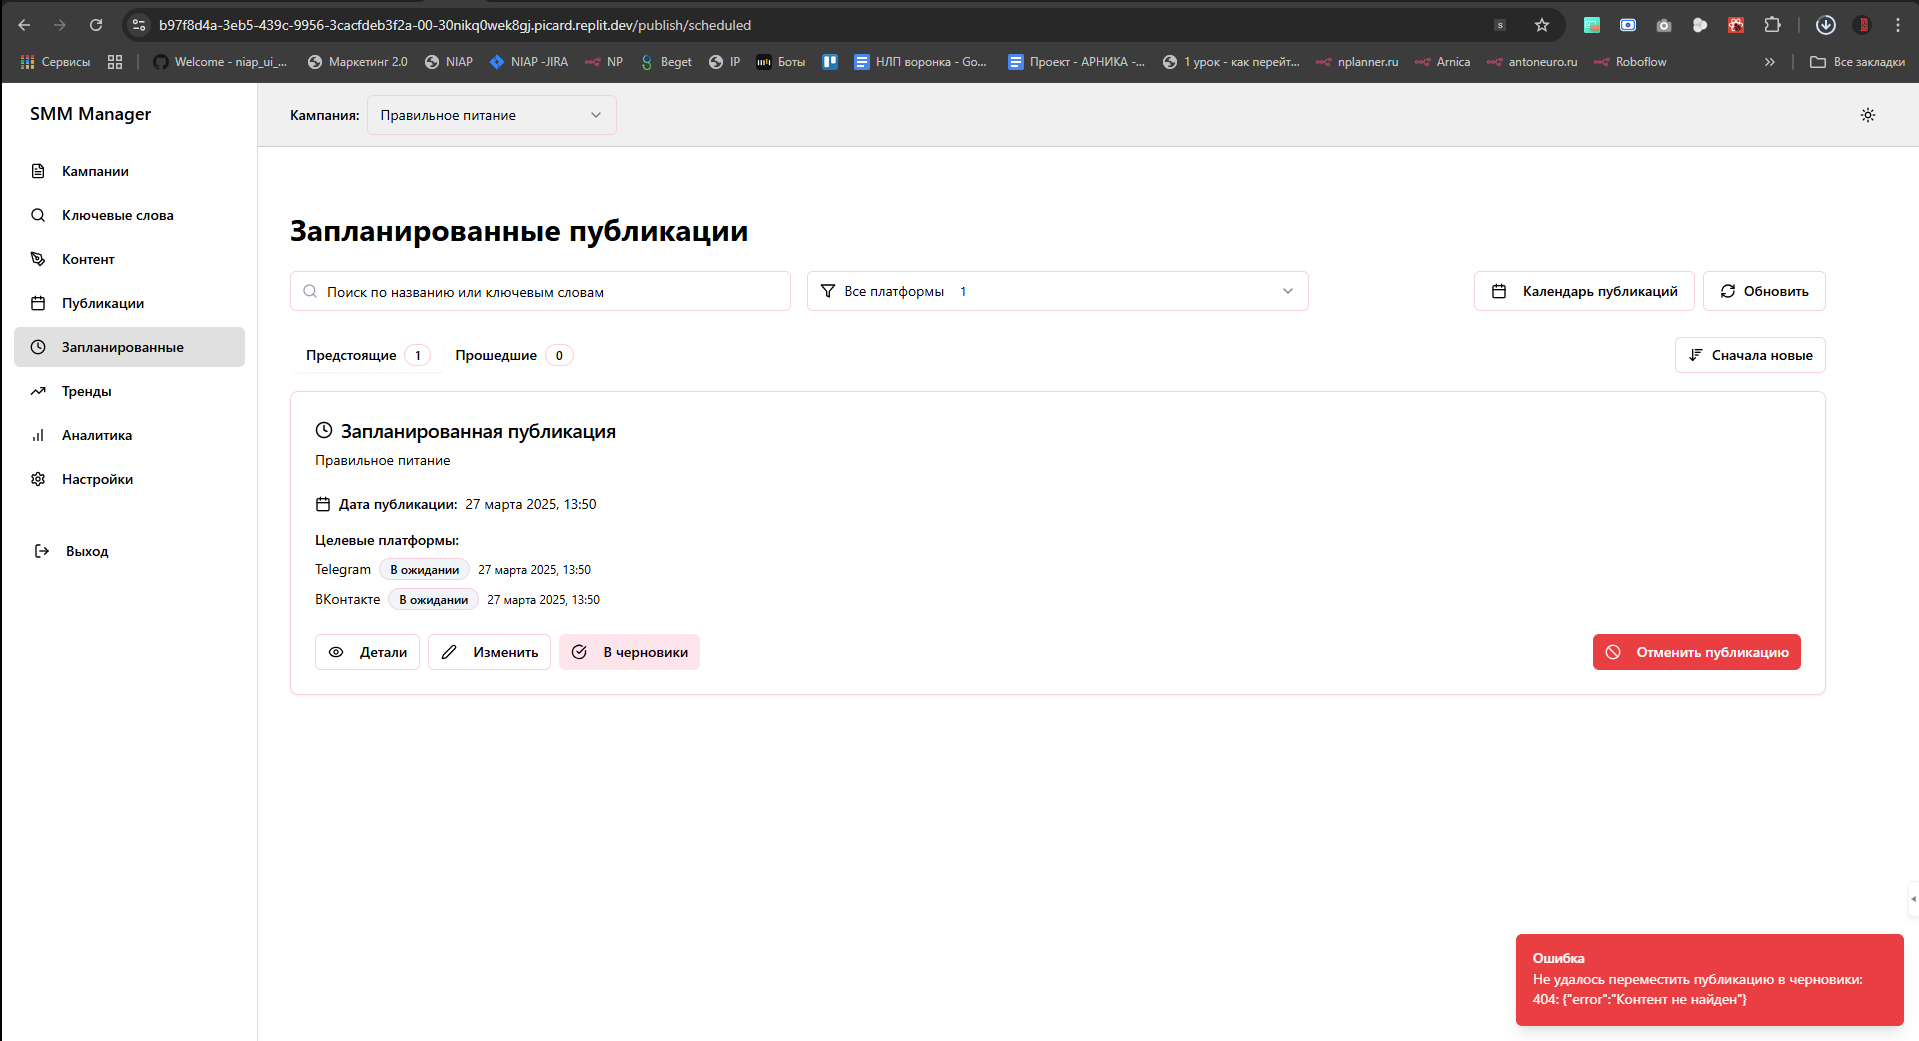 b97f8d4a-3eb5-439c-9956-3cacfdeb3f2a-00-30nikq0wek8gj.picard.replit.dev/publish/scheduled
Сервисы
Welcome - niap_ui_...
Маркетинг 2.0
NIAP
NIAP -JIRA
NP
Beget
IP
Боты
НЛП воронка - Go...
Проект - АРНИКА -...
1 урок - как перейт...
nplanner.ru
Arnica
antoneuro.ru
Roboflow
Все закладки
SMM Manager
Кампании
Ключевые слова
Контент
Публикации
Запланированные
Тренды
Аналитика
Настройки
Выход
Кампания: Правильное питание
Запланированные публикации
Поиск по названию или ключевым словам
Все платформы 1
Календарь публикаций
Обновить
Предстоящие 1
Прошедшие 0
Сначала новые
Запланированная публикация
Правильное питание
Дата публикации: 27 марта 2025, 13:50
Целевые платформы:
Telegram В ожидании 27 марта 2025, 13:50
ВКонтакте В ожидании 27 марта 2025, 13:50
Детали
Изменить
В черновики
Отменить публикацию
Ошибка
Не удалось переместить публикацию в черновики:
404: {"error":"Контент не найден"}